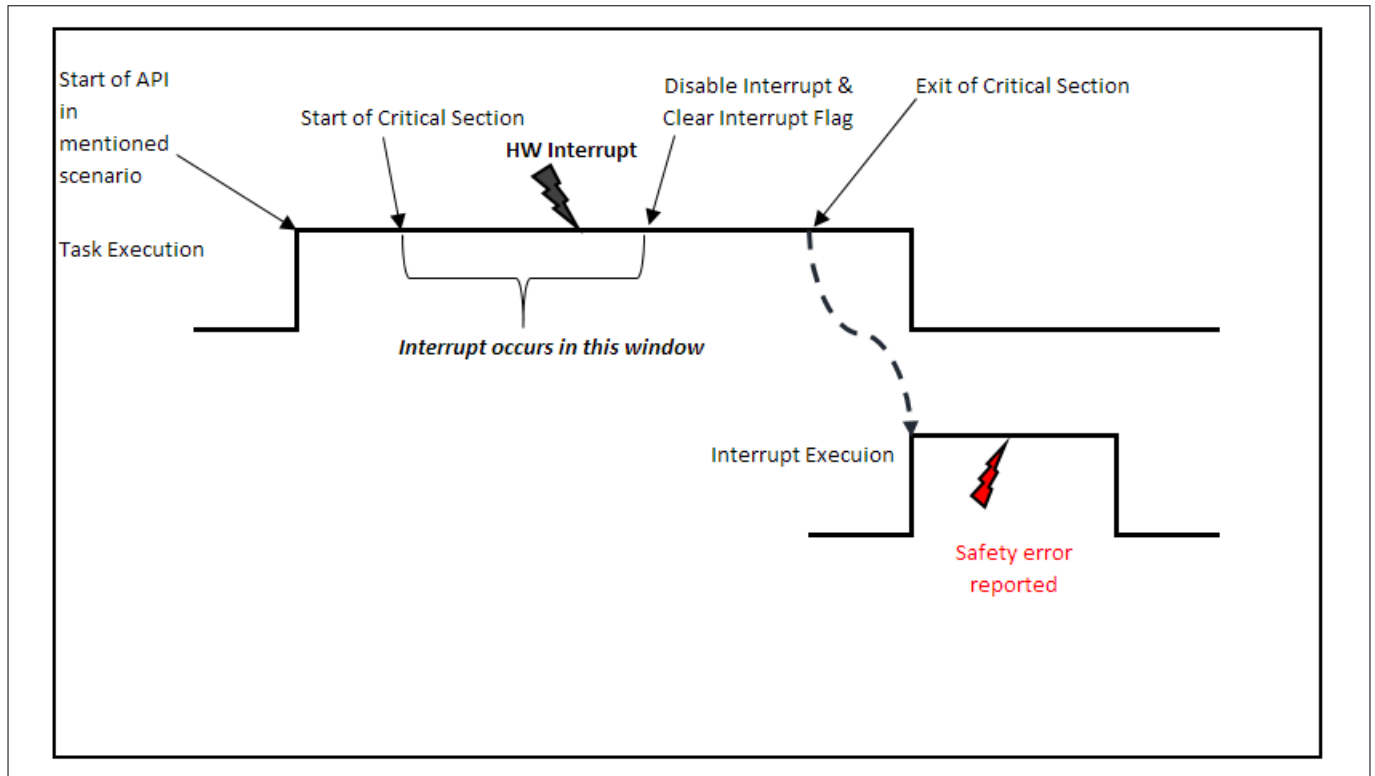 Start of API
in
mentioned
scenario
Start of Critical Section
HW Interrupt
Disable Interrupt &
Clear Interrupt Flag
Exit of Critical Section
Task Execution
Interrupt occurs in this window
Interrupt Execuion
Safety error
reported